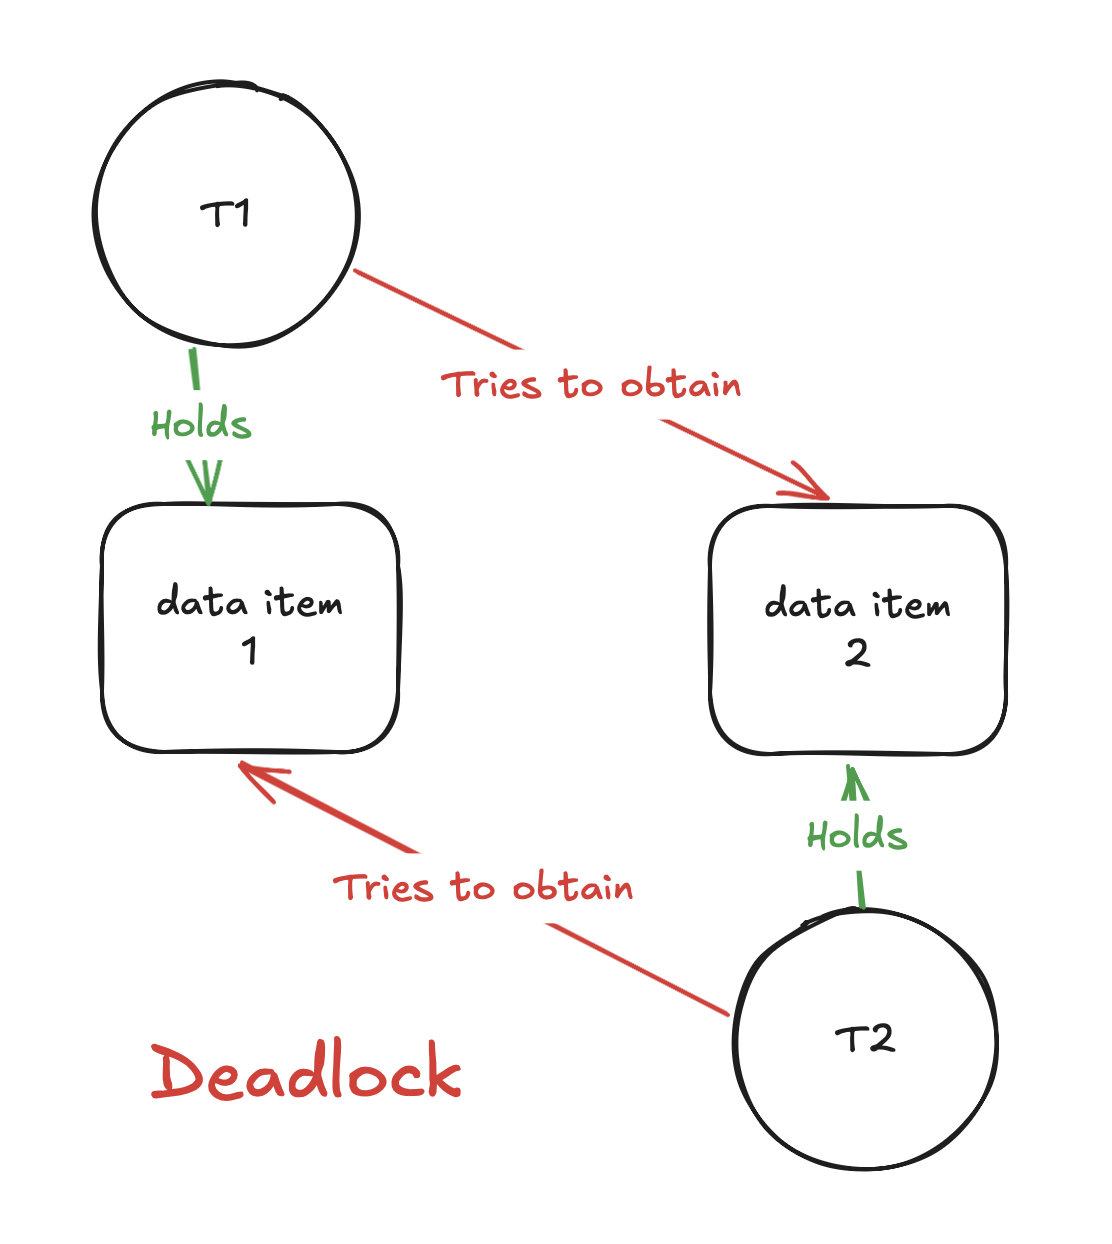 T1
Tries to obtain
Holds
data item
1
data item
2
Holds
Tries to obtain
T2
Deadlock